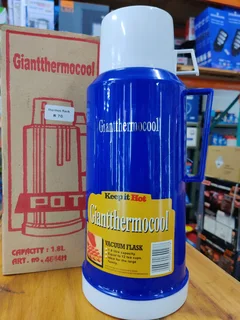 Giantthermocool
POT
CAPACITY : 1.8L
Giantthermocool
Keep it Hot
Giantthermocool
VACUUM FLASK